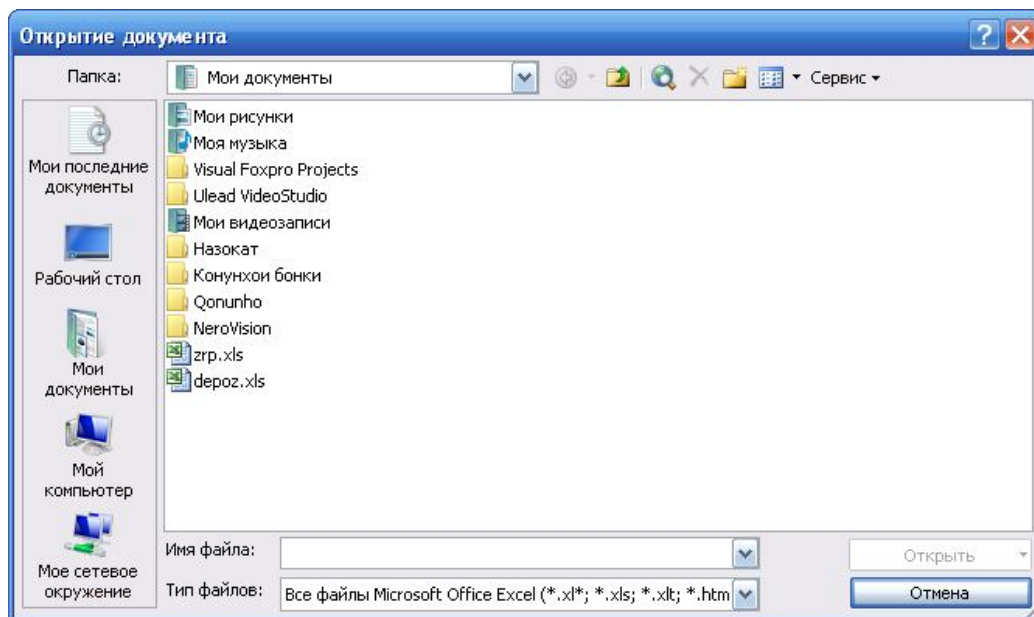 Открытие документа
Папка:
Мои документы
Сервис
Мои последние
документы
Рабочий стол
Мои
документы
Мой
компьютер
Мое сетевое
окружение
Мои рисунки
Моя музыка
Visual Foxpro Projects
Ulead VideoStudio
Мои видеозаписи
Назокат
Конунхои бонки
Qonunho
NeroVision
zrp.xls
depoz.xls
Имя файла:
Открыть
Тип файлов:
Все файлы Microsoft Office Excel (*.xl*; *.xls; *.xlt; *.htm
Отмена